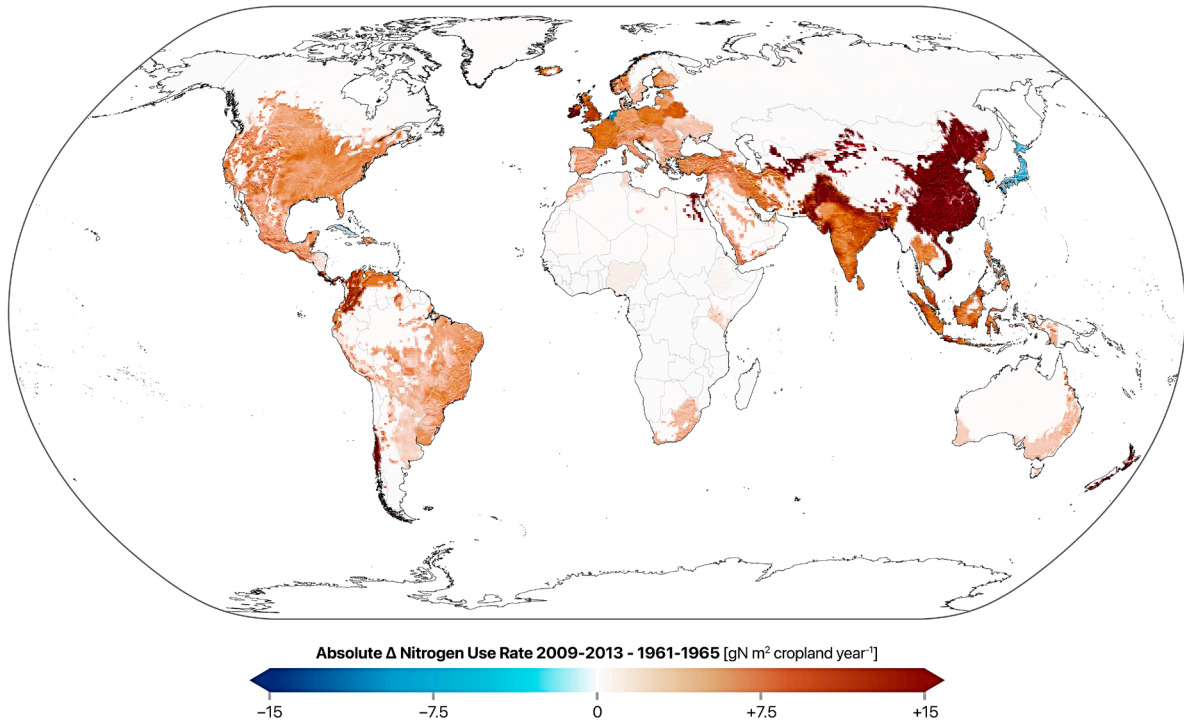 Absolute Δ Nitrogen Use Rate 2009-2013 - 1961-1965 [gN m² cropland year⁻¹]
−15 −7.5 0 +7.5 +15